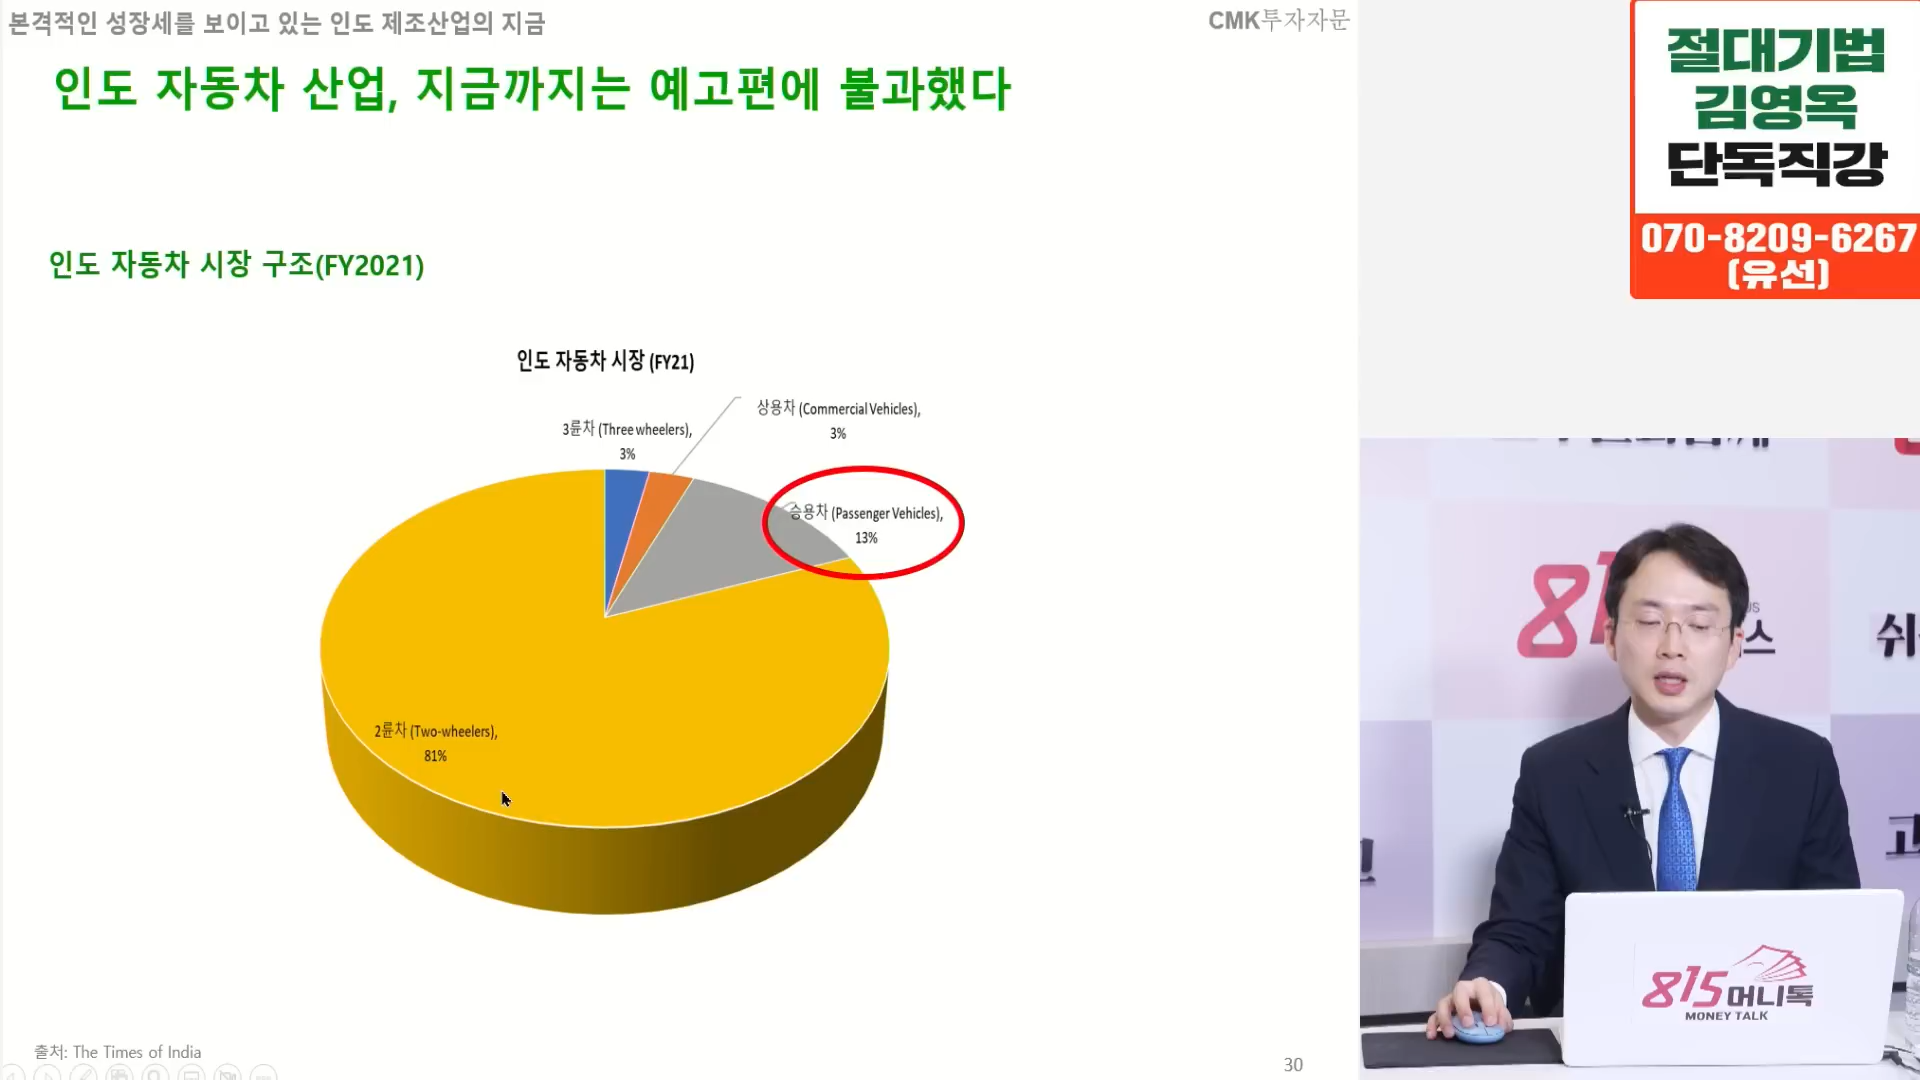 본격적인 성장세를 보이고 있는 인도 제조산업의 지금
CMK투자자문
인도 자동차 산업, 지금까지는 예고편에 불과했다
인도 자동차 시장 구조(FY2021)
인도 자동차 시장 (FY21)
상용차 (Commercial Vehicles),
3%
3륜차 (Three wheelers),
3%
승용차 (Passenger Vehicles),
13%
2륜차 (Two-wheelers),
81%
출처: The Times of India
30
절대기법
김영옥
단독직강
070-8209-6267
(유선)
815머니톡
MONEY TALK